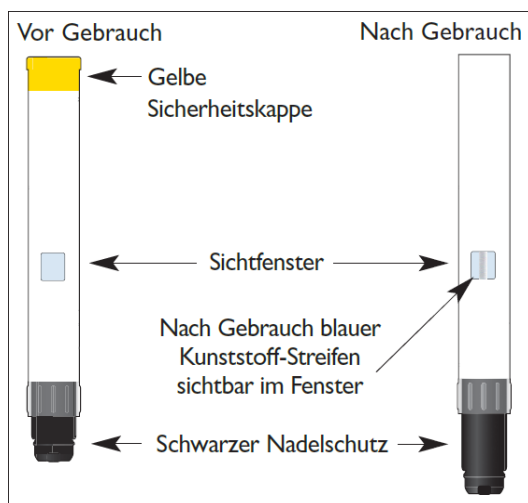 Vor Gebrauch
Nach Gebrauch
Gelbe
Sicherheitskappe
Sichtfenster
Nach Gebrauch blauer
Kunststoff-Streifen
sichtbar im Fenster
Schwarzer Nadelschutz